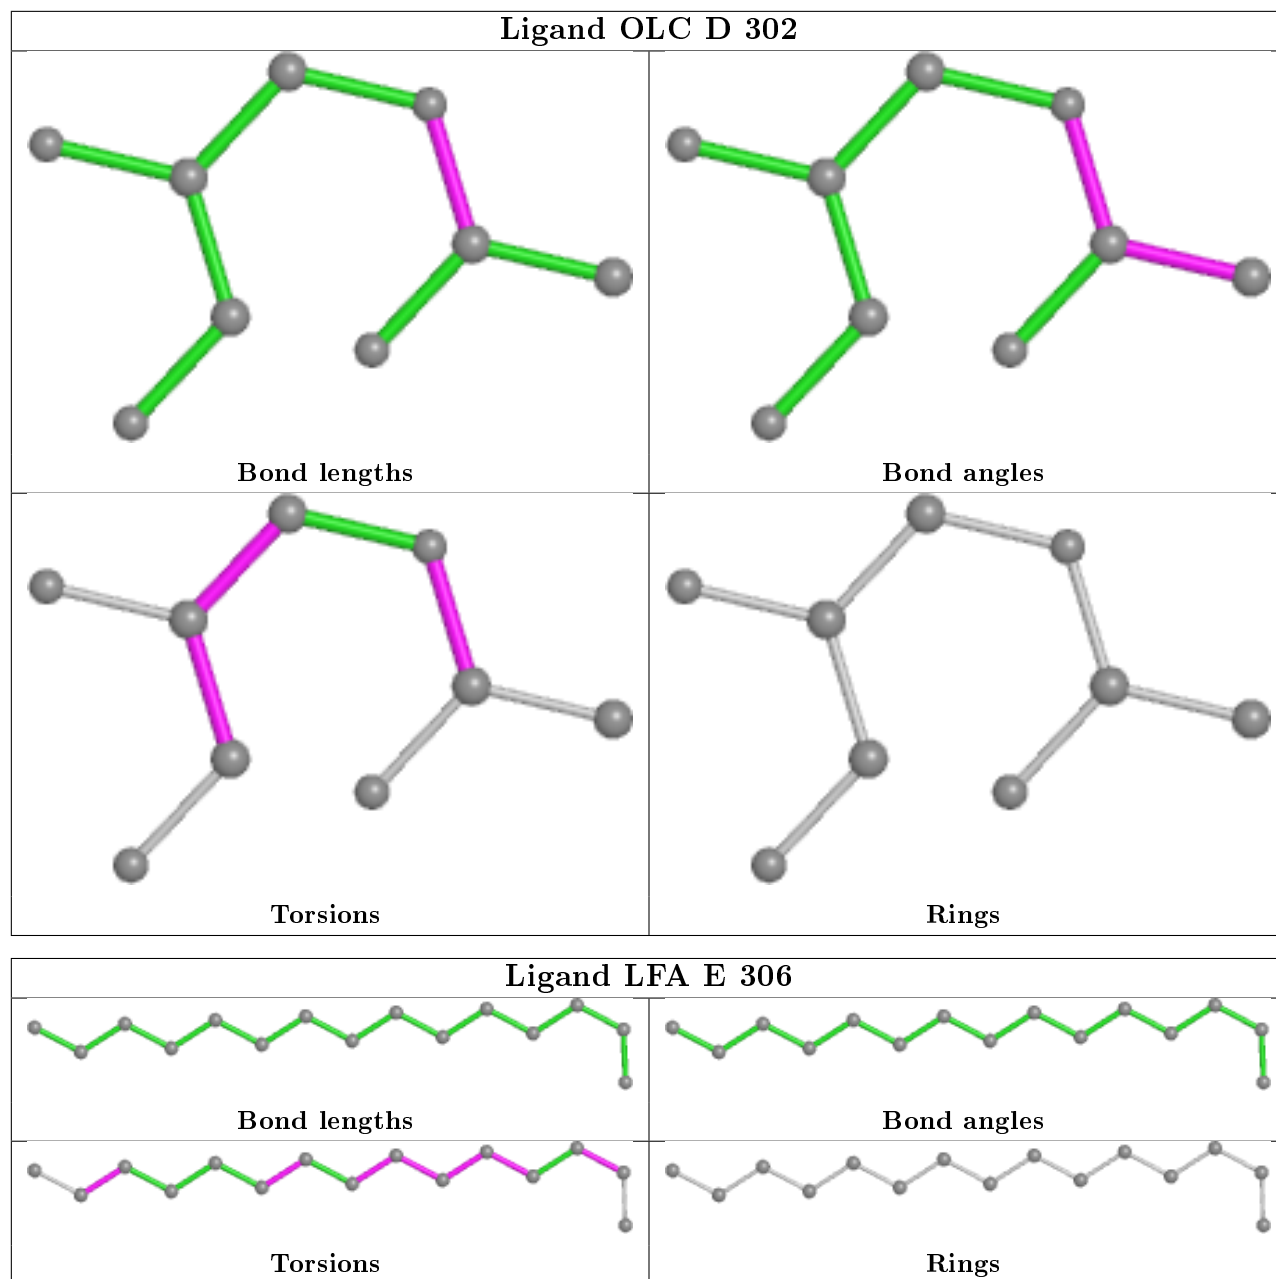 Ligand OLC D 302
Bond lengths
Bond angles
Torsions
Rings
Ligand LFA E 306
Bond lengths
Bond angles
Torsions
Rings